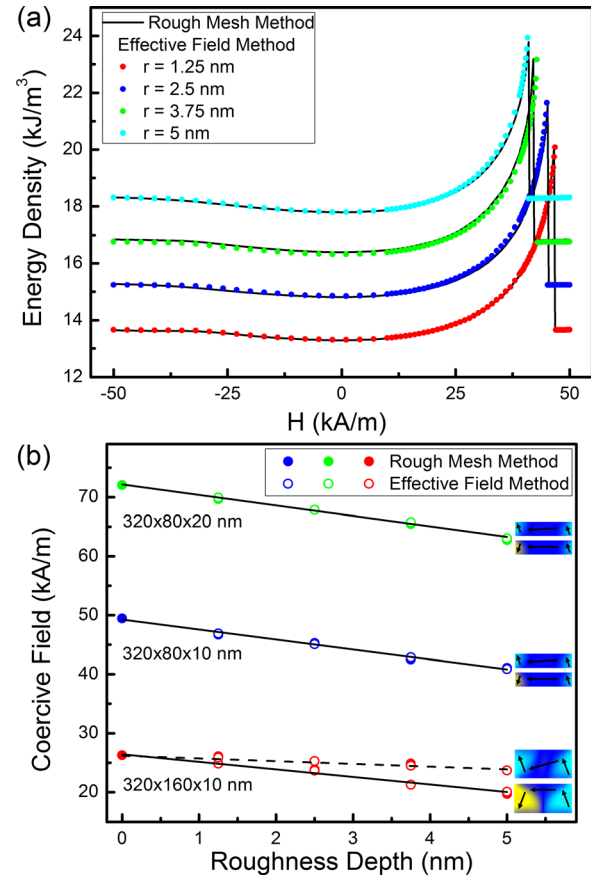 (a)
Rough Mesh Method
Effective Field Method
r = 1.25 nm
r = 2.5 nm
r = 3.75 nm
r = 5 nm
24
22
20
18
16
14
12
Energy Density (kJ/m³)
-50
-25
0
25
50
H (kA/m)
(b)
Rough Mesh Method
Effective Field Method
70
60
50
40
30
20
Coercive Field (kA/m)
320x80x20 nm
320x80x10 nm
320x160x10 nm
0
1
2
3
4
5
Roughness Depth (nm)